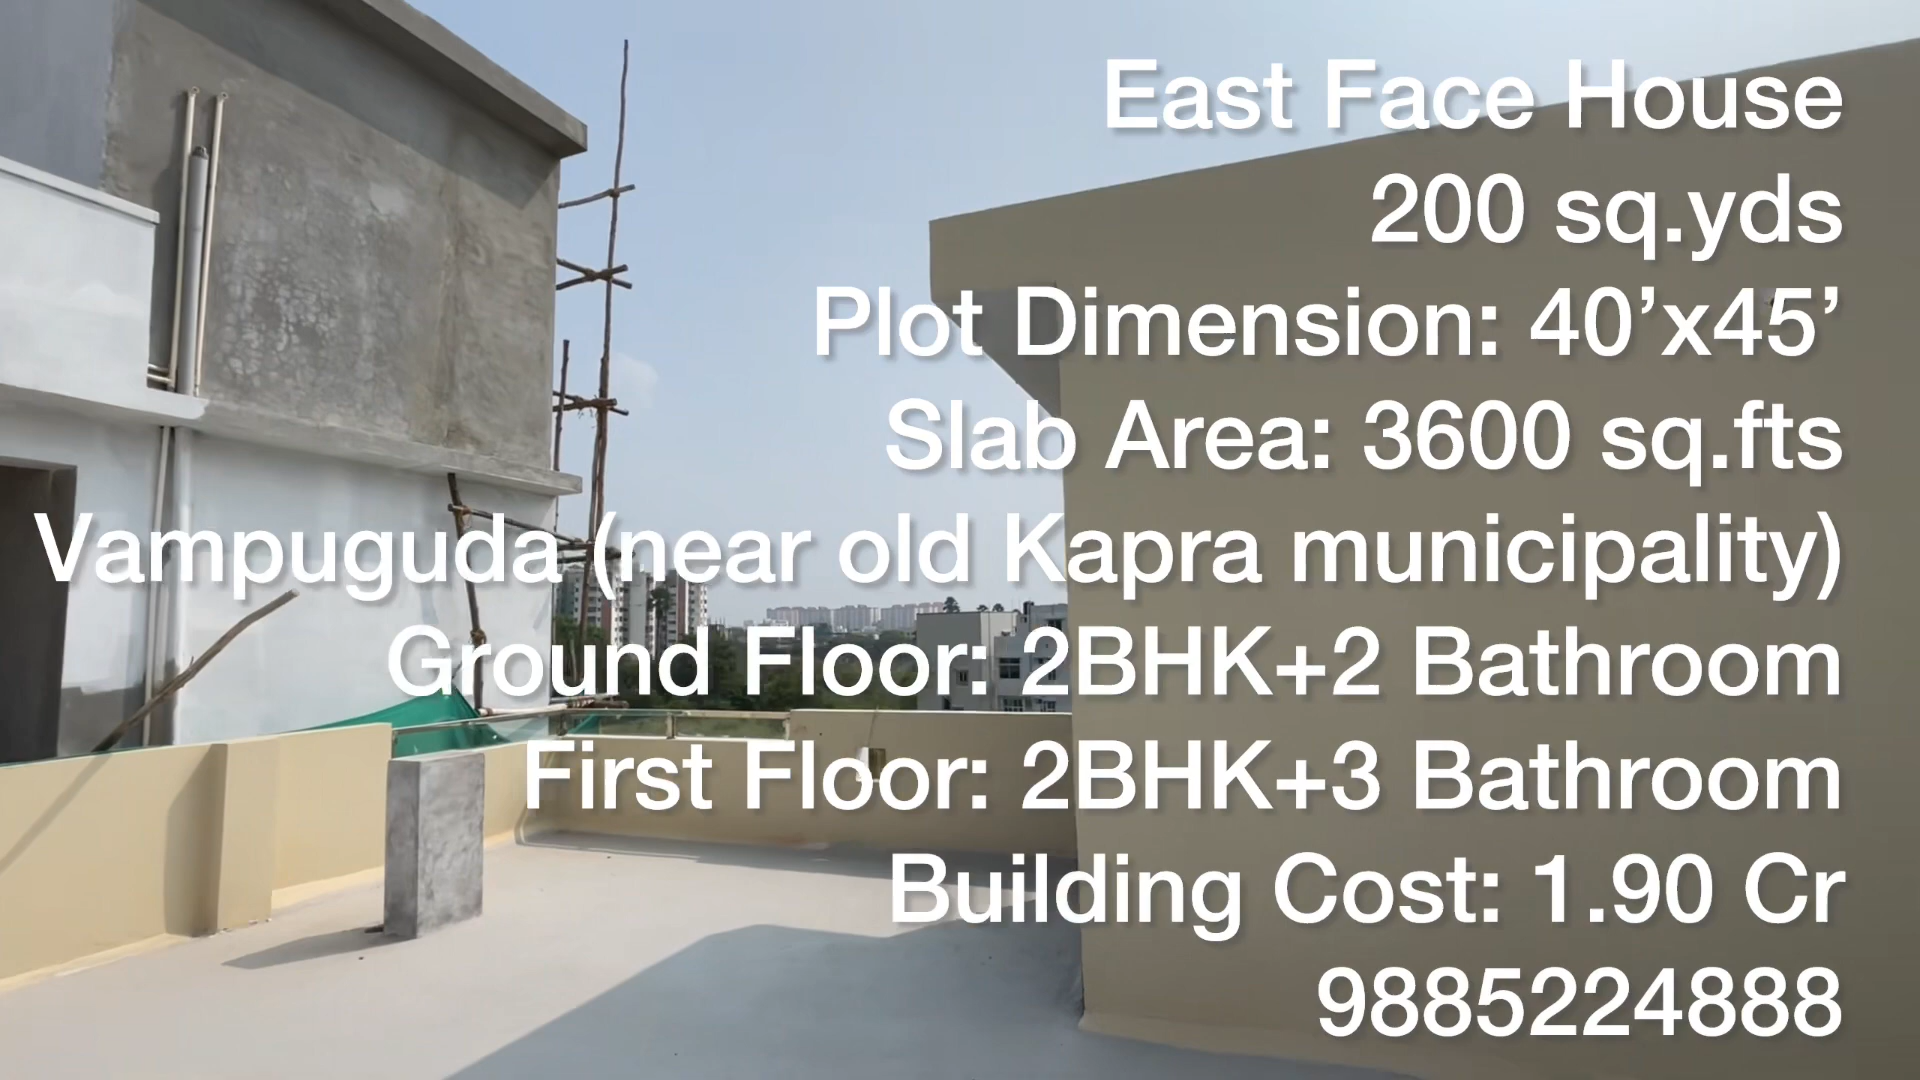 East Face House
200 sq.yds
Plot Dimension: 40’x45’
Slab Area: 3600 sq.fts
Vampuguda (near old Kapra municipality)
Ground Floor: 2BHK+2 Bathroom
First Floor: 2BHK+3 Bathroom
Building Cost: 1.90 Cr
9885224888